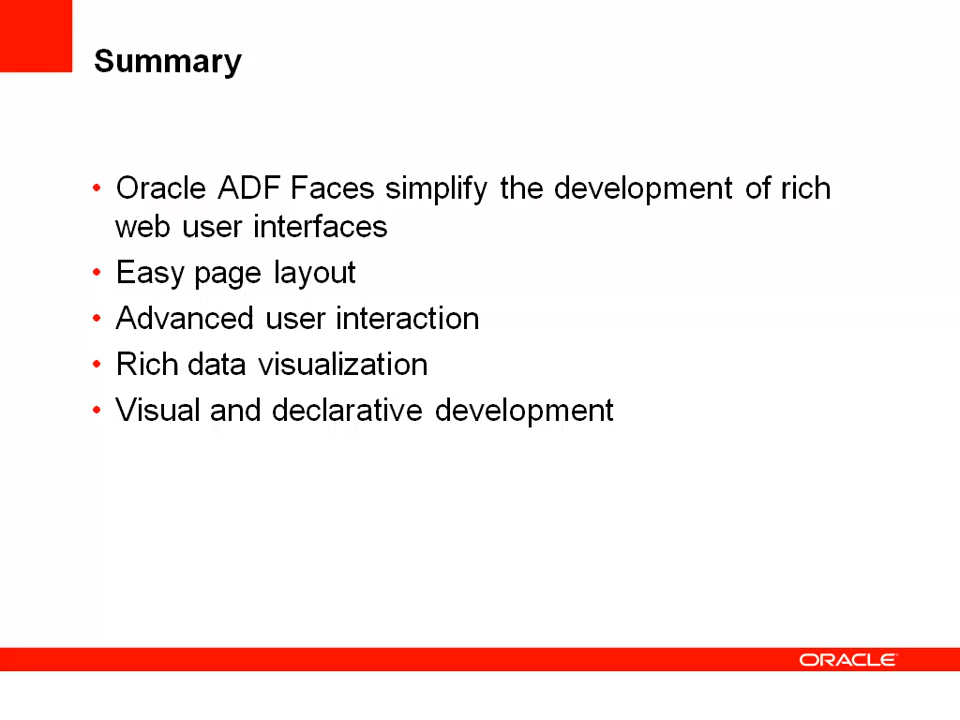 Summary
• Oracle ADF Faces simplify the development of rich
web user interfaces
• Easy page layout
• Advanced user interaction
• Rich data visualization
• Visual and declarative development
ORACLE